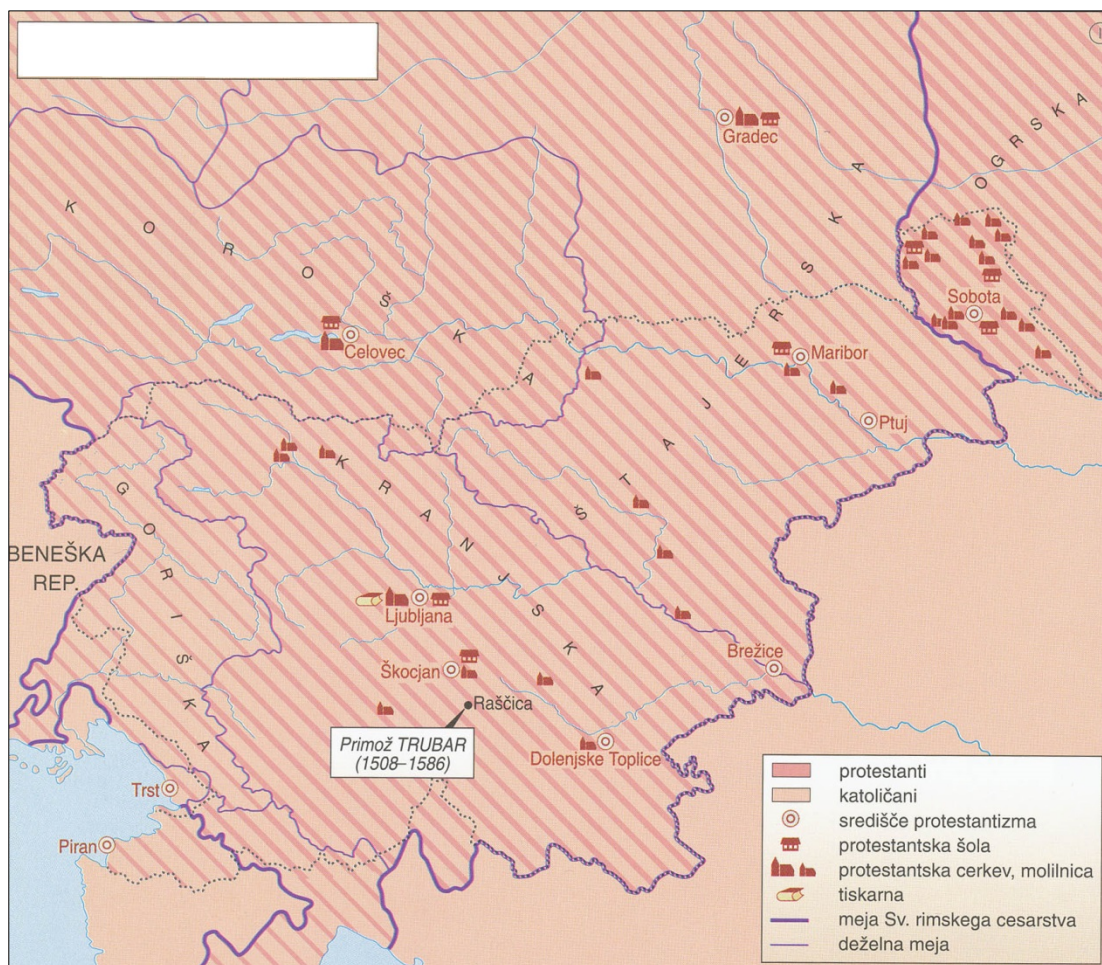 Gradec
OGRSKA
KOROŠKA
Sobota
Celovec
Maribor
ŠTAJERSKA
Ptuj
KRANJSKA
GORIŠKA
BENEŠKA
REP.
Ljubljana
Škocjan
Brežice
Raščica
Primož TRUBAR
(1508–1586)
Dolenjske Toplice
Trst
Piran
protestanti
katoličani
središče protestantizma
protestantska šola
protestantska cerkev, molilnica
tiskarna
meja Sv. rimskega cesarstva
deželna meja